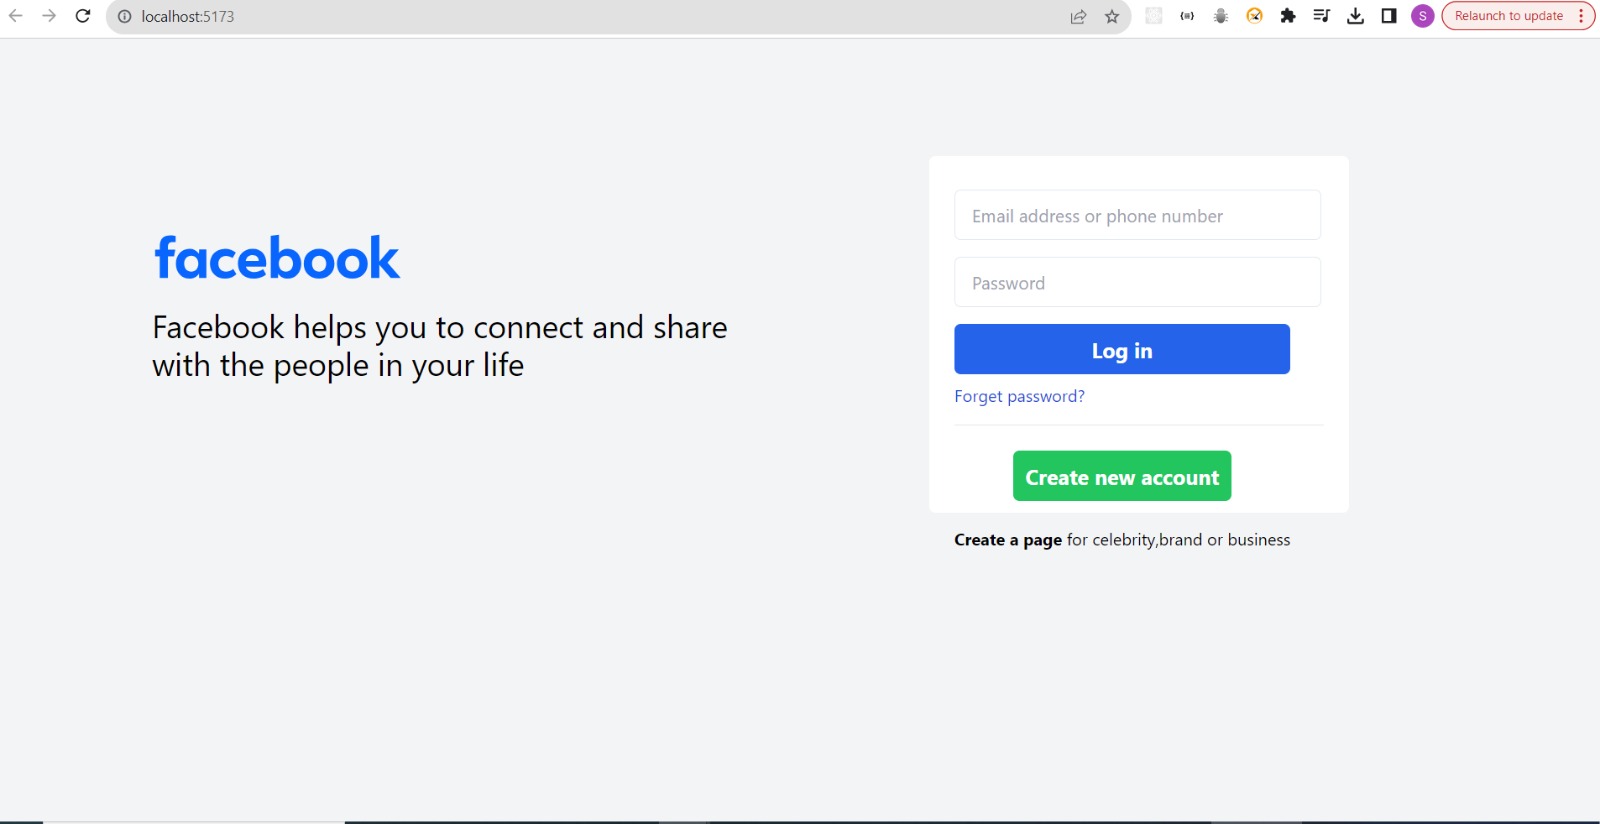 localhost:5173
S
Relaunch to update
facebook
Facebook helps you to connect and share
with the people in your life
Email address or phone number
Password
Log in
Forget password?
Create new account
Create a page for celebrity,brand or business